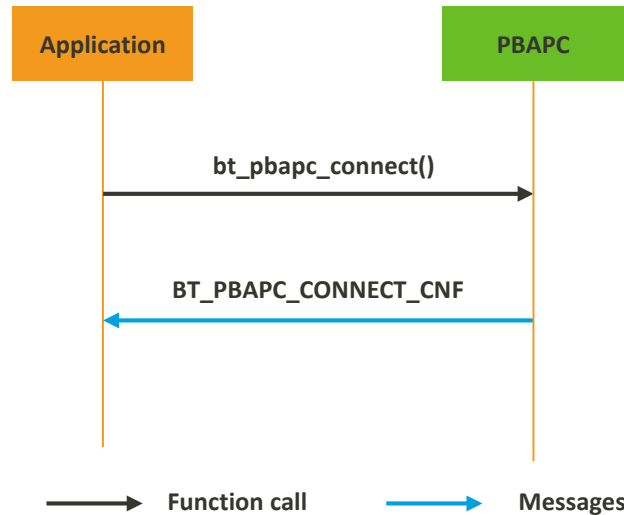 Application
PBAPC
bt_pbapc_connect()
BT_PBAPC_CONNECT_CNF
Function call
Messages